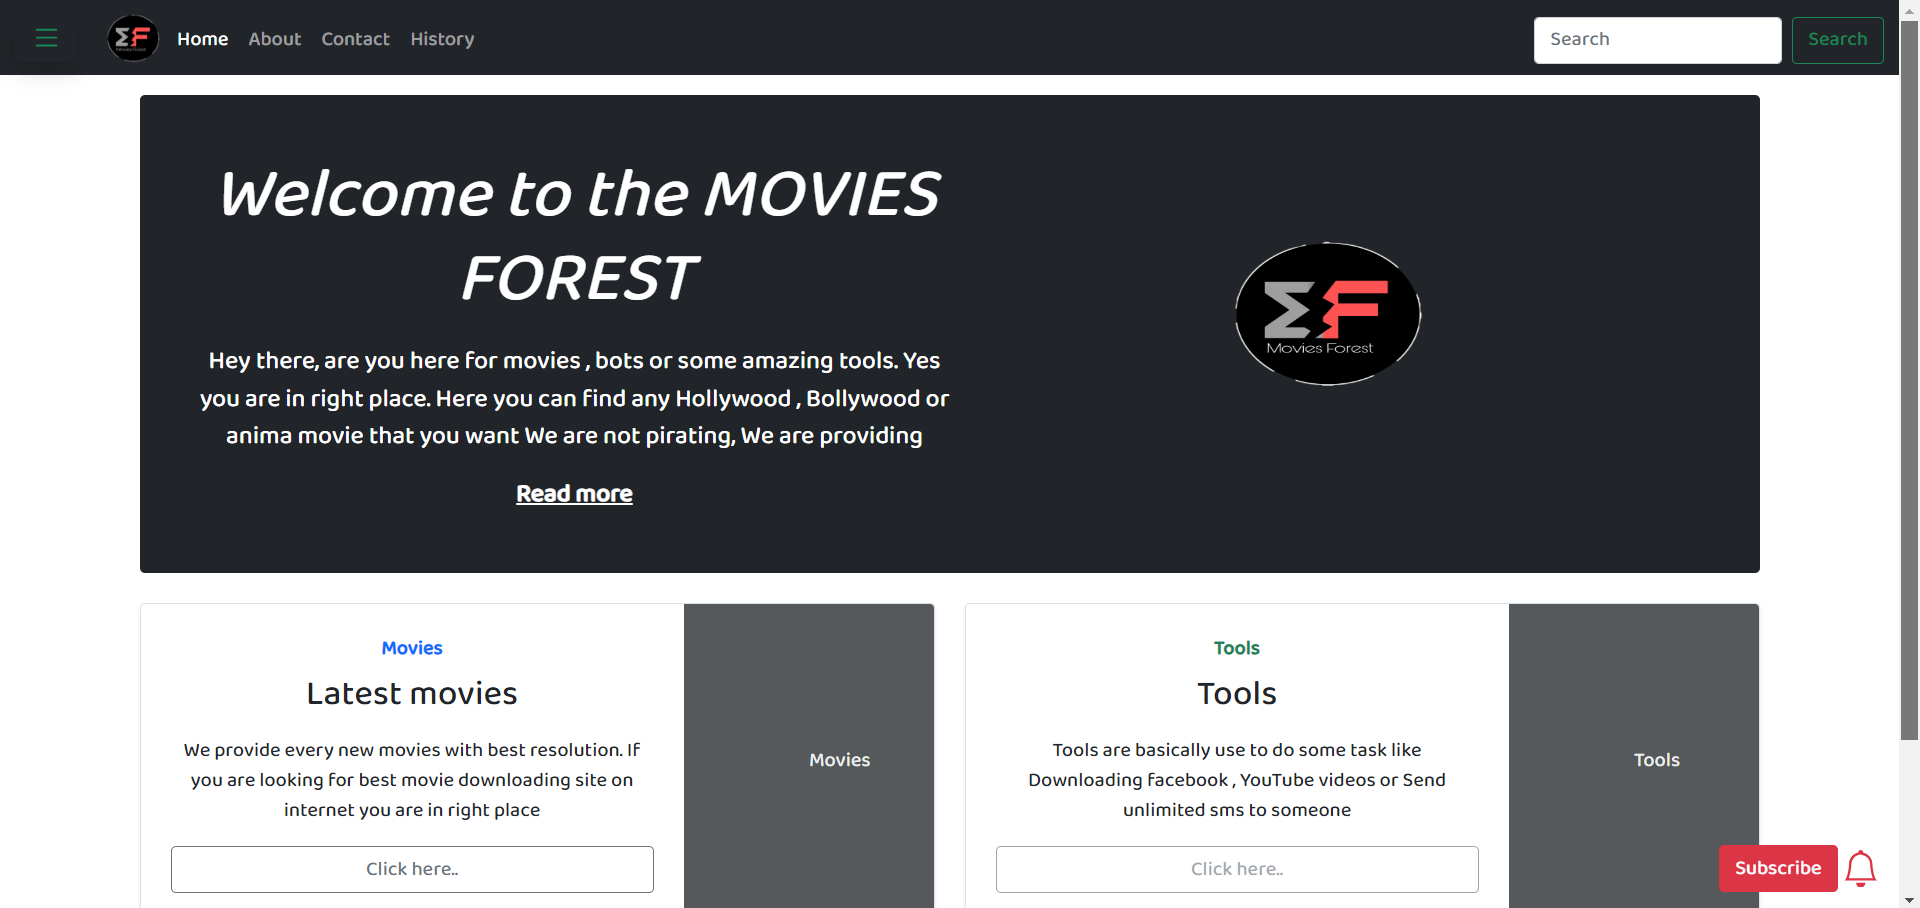 Home About Contact History
Search
Search
Welcome to the MOVIES
FOREST
Hey there, are you here for movies , bots or some amazing tools. Yes
you are in right place. Here you can find any Hollywood , Bollywood or
anima movie that you want We are not pirating, We are providing
Read more
ΣF
Movies Forest
Movies
Latest movies
We provide every new movies with best resolution. If
you are looking for best movie downloading site on
internet you are in right place
Click here..
Movies
Tools
Tools
Tools are basically use to do some task like
Downloading facebook , YouTube videos or Send
unlimited sms to someone
Click here..
Tools
Subscribe